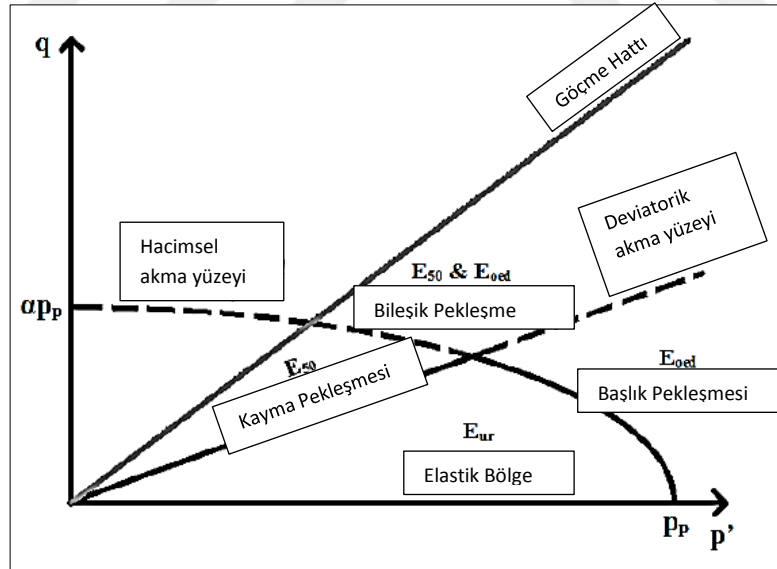 q
Göçme Hattı
Deviatorik
akma yüzeyi
Hacimsel
akma yüzeyi
E50 & Eoed
Bileşik Pekleşme
αpp
E50
Kayma Pekleşmesi
Eoed
Başlık Pekleşmesi
Eur
Elastik Bölge
pp
p’